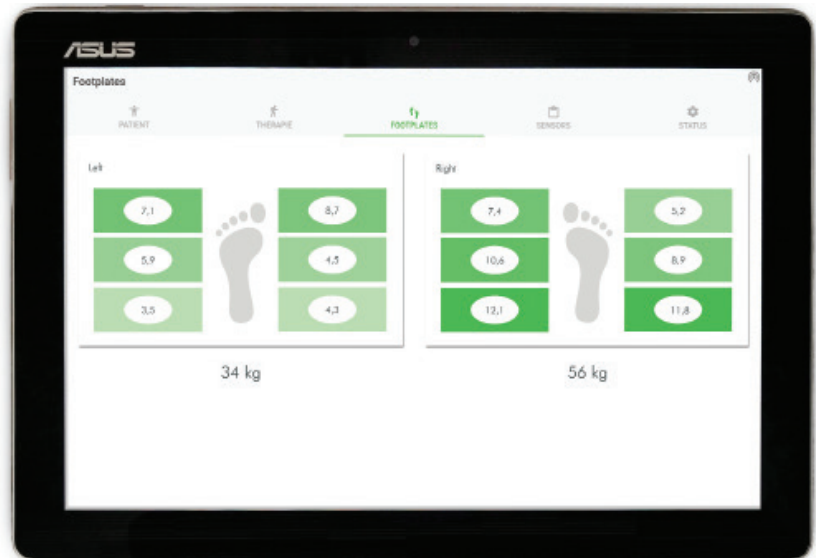 ASUS
Footplates
PATIENT
THERAPIE
FOOTPLATES
SENSORS
STATUS
Left
7,1
8,7
5,9
4,5
3,5
4,3
34 kg
Right
7,4
5,2
10,6
8,9
12,1
11,8
56 kg